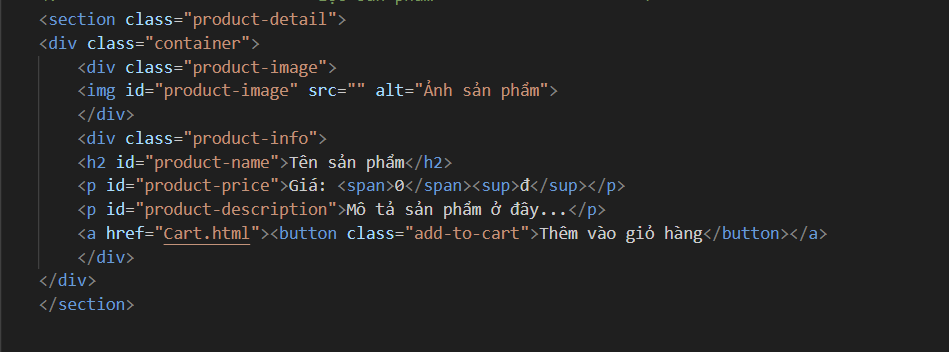 lọc sản phẩm
<section class="product-detail">
<div class="container">
<div class="product-image">
<img id="product-image" src="" alt="Ảnh sản phẩm">
</div>
<div class="product-info">
<h2 id="product-name">Tên sản phẩm</h2>
<p id="product-price">Giá: <span>0</span><sup>đ</sup></p>
<p id="product-description">Mô tả sản phẩm ở đây...</p>
<a href="Cart.html"><button class="add-to-cart">Thêm vào giỏ hàng</button></a>
</div>
</div>
</section>